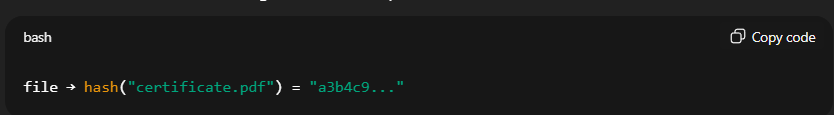 bash
Copy code
file → hash("certificate.pdf") = "a3b4c9..."